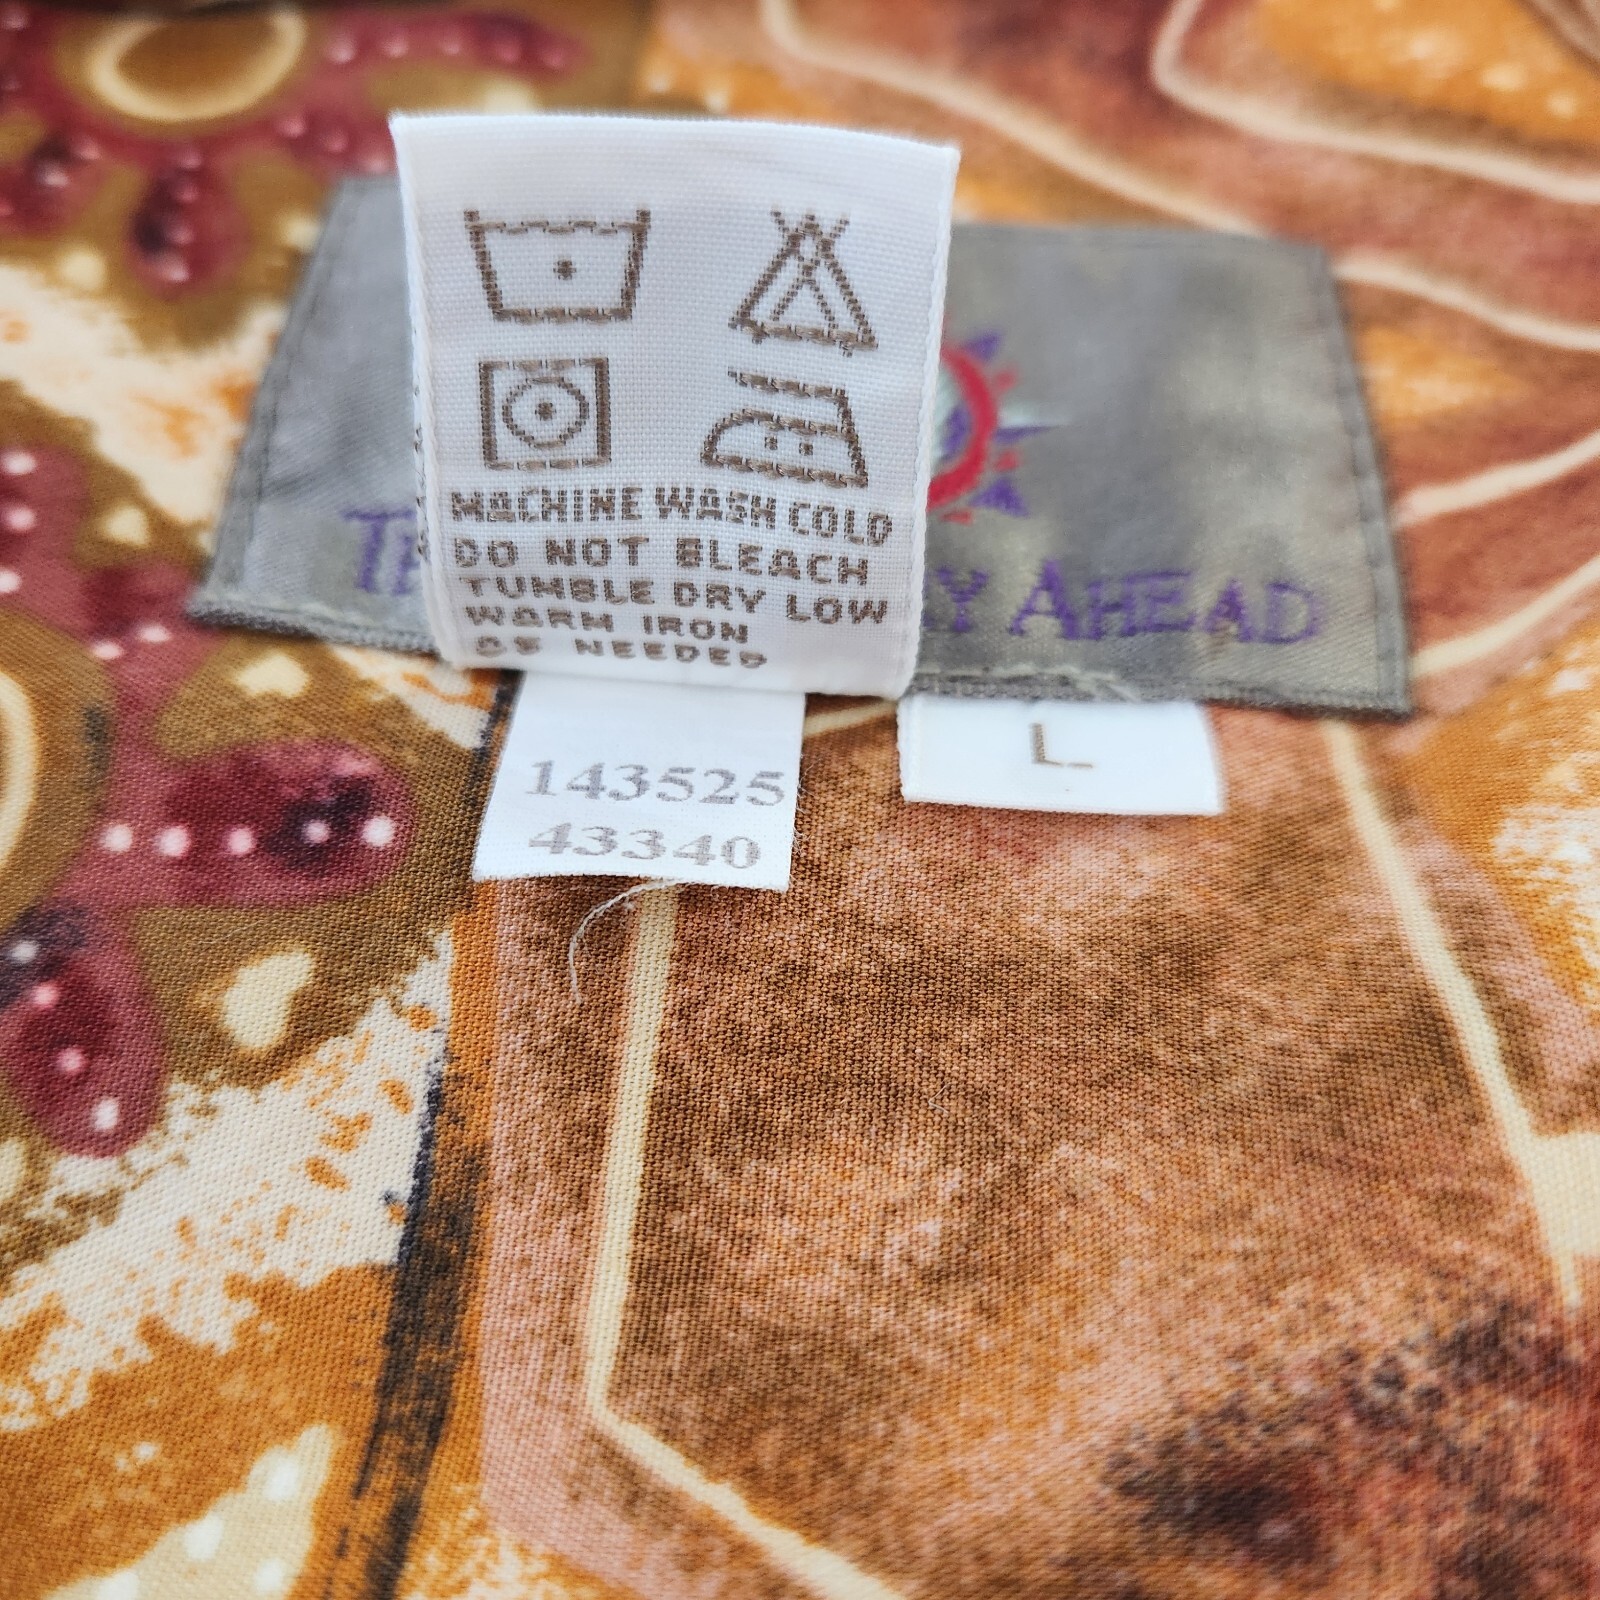 MACHINE WASH COLD
DO NOT BLEACH
TUMBLE DRY LOW
WARM IRON
AS NEEDED
AHEAD
143525
43340
L